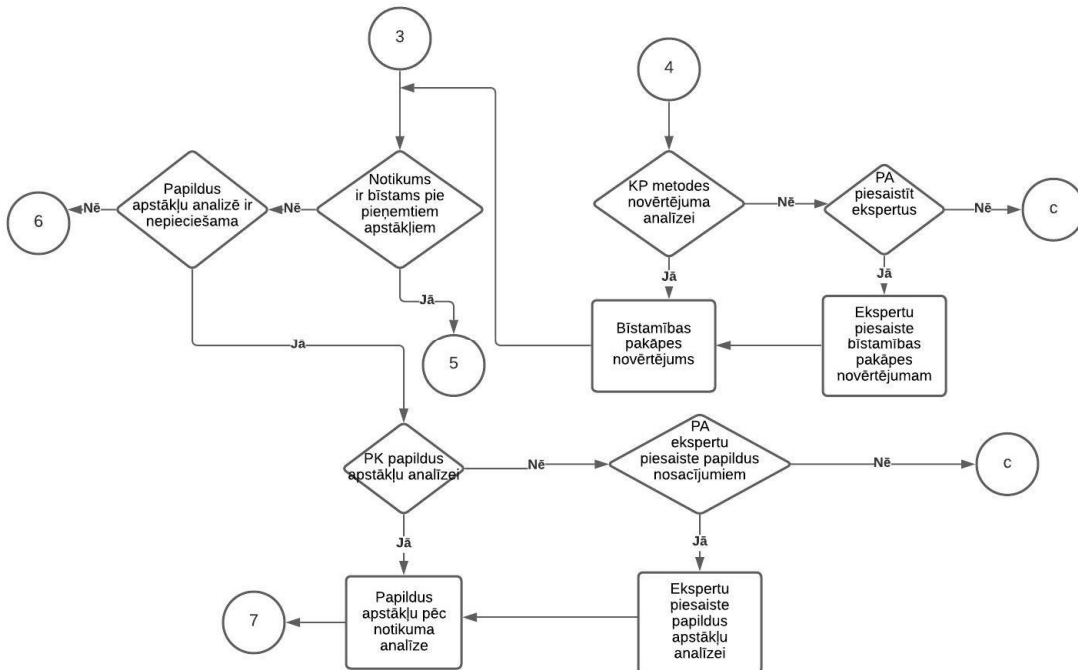 3
4
Notikums
ir bīstams pie
pieņemtiem
apstākļiem
Papildus
apstākļu analizē ir
nepieciešama
Nē
Nē
6
Jā
5
Jā
KP metodes
novērtējuma
analīzei
Nē
PA
piesaistīt
ekspertus
Nē
c
Jā
Jā
Bīstamības
pakāpes
novērtējums
Ekspertu
piesaiste
bīstamības
pakāpes
novērtējumam
PK papildus
apstākļu analīzei
Nē
PA
ekspertu
piesaiste papildus
nosacījumiem
Nē
c
Jā
Jā
7
Papildus
apstākļu pēc
notikuma
analīze
Ekspertu
piesaiste
papildus
apstākļu
analīzei